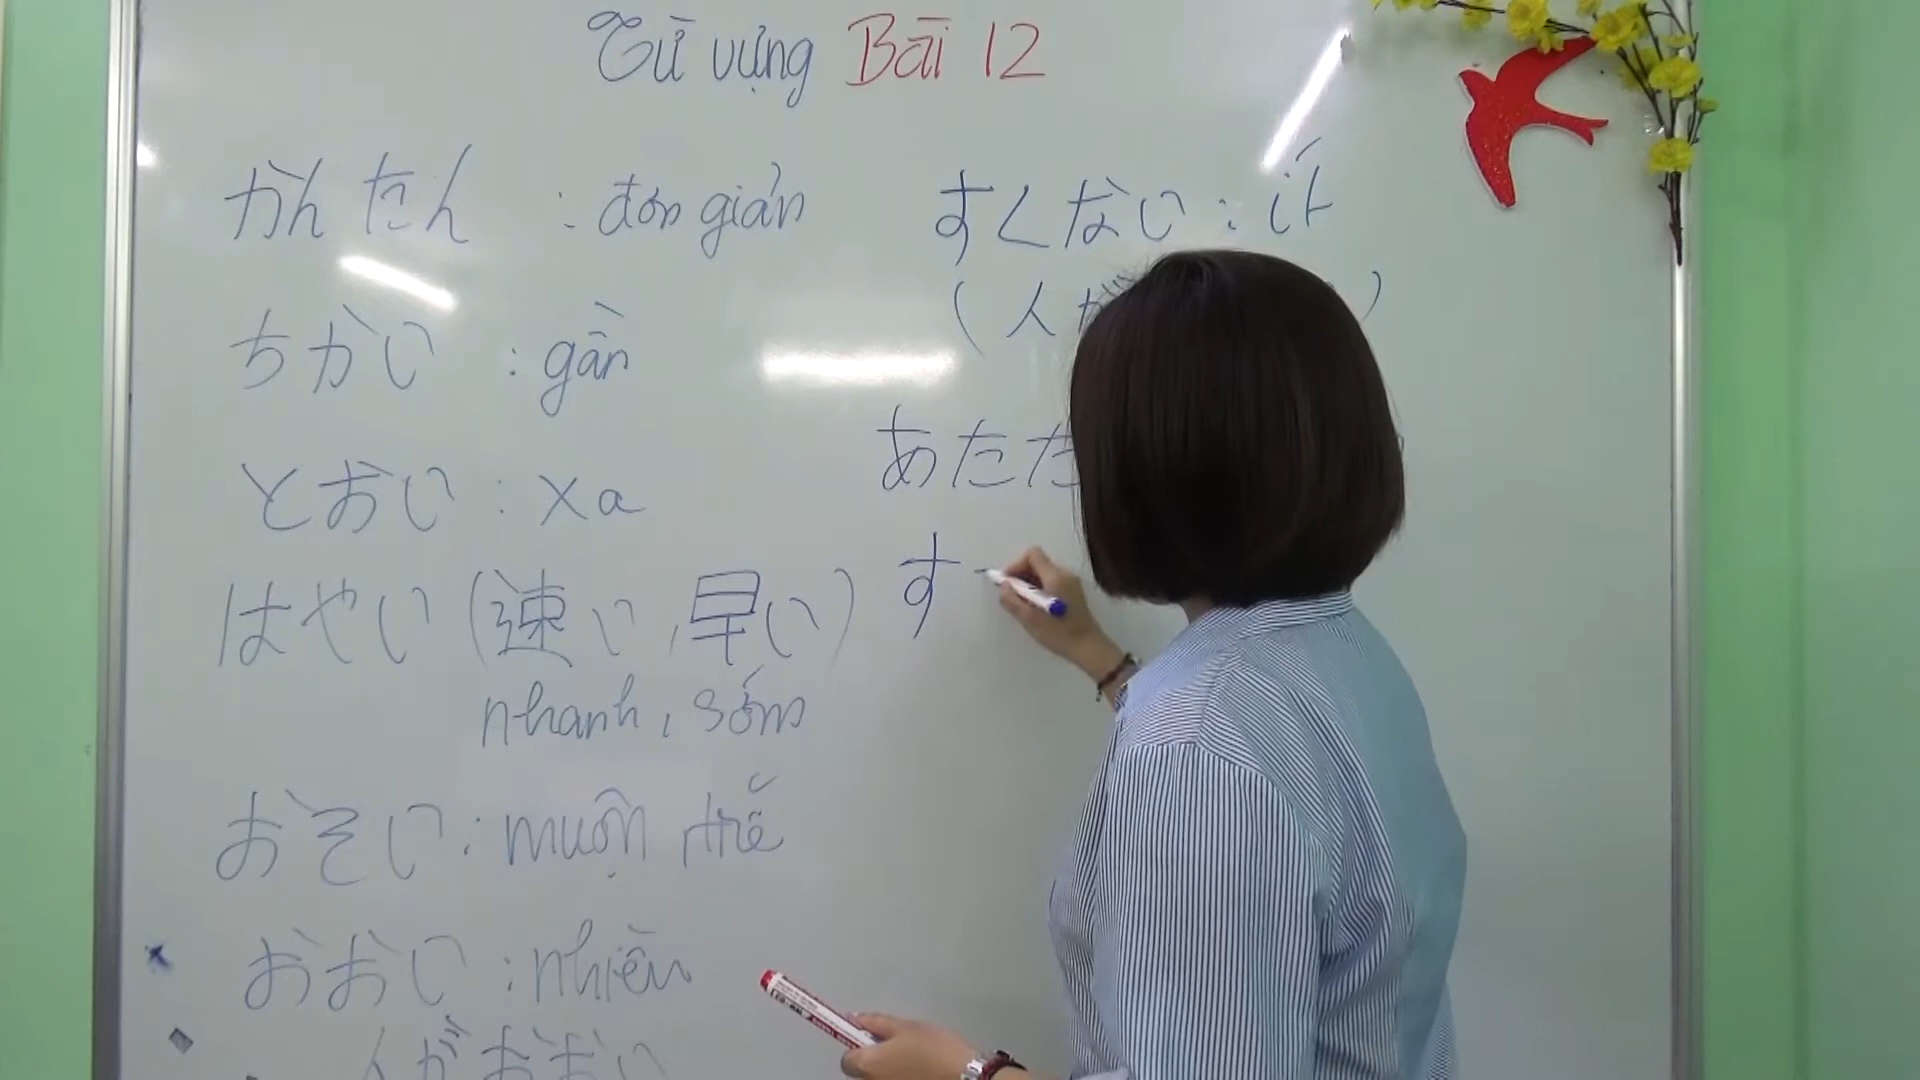 Từ vựng Bài 12
かんたん : đơn giản
ちかい : gần
とおい : xa
はやい (速い, 早い)
nhanh, sớm
おそい : muộn trễ
おおい : nhiều
人がおおい
すくない : ít
(人が )
あたた
す